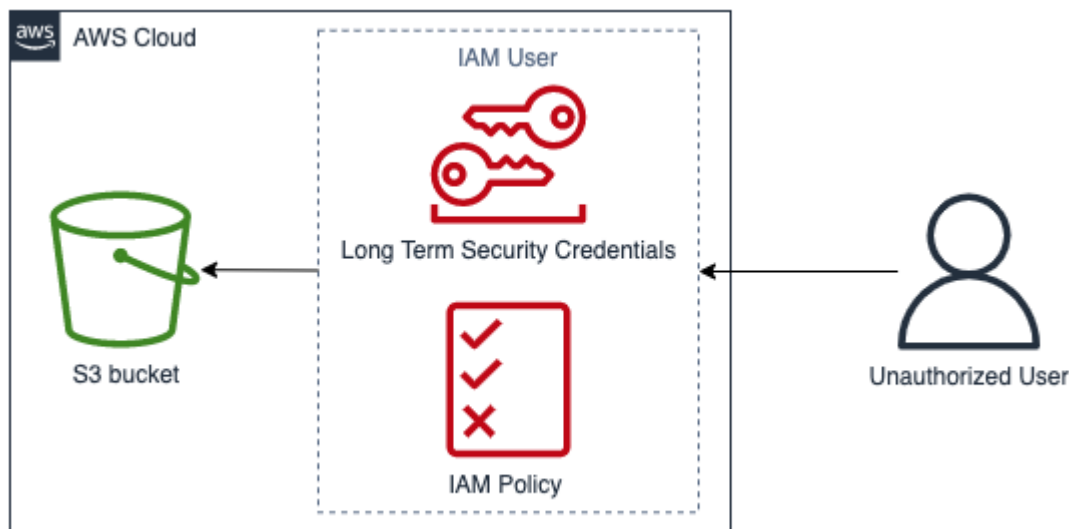 aws
AWS Cloud
IAM User
Long Term Security Credentials
S3 bucket
Unauthorized User
IAM Policy